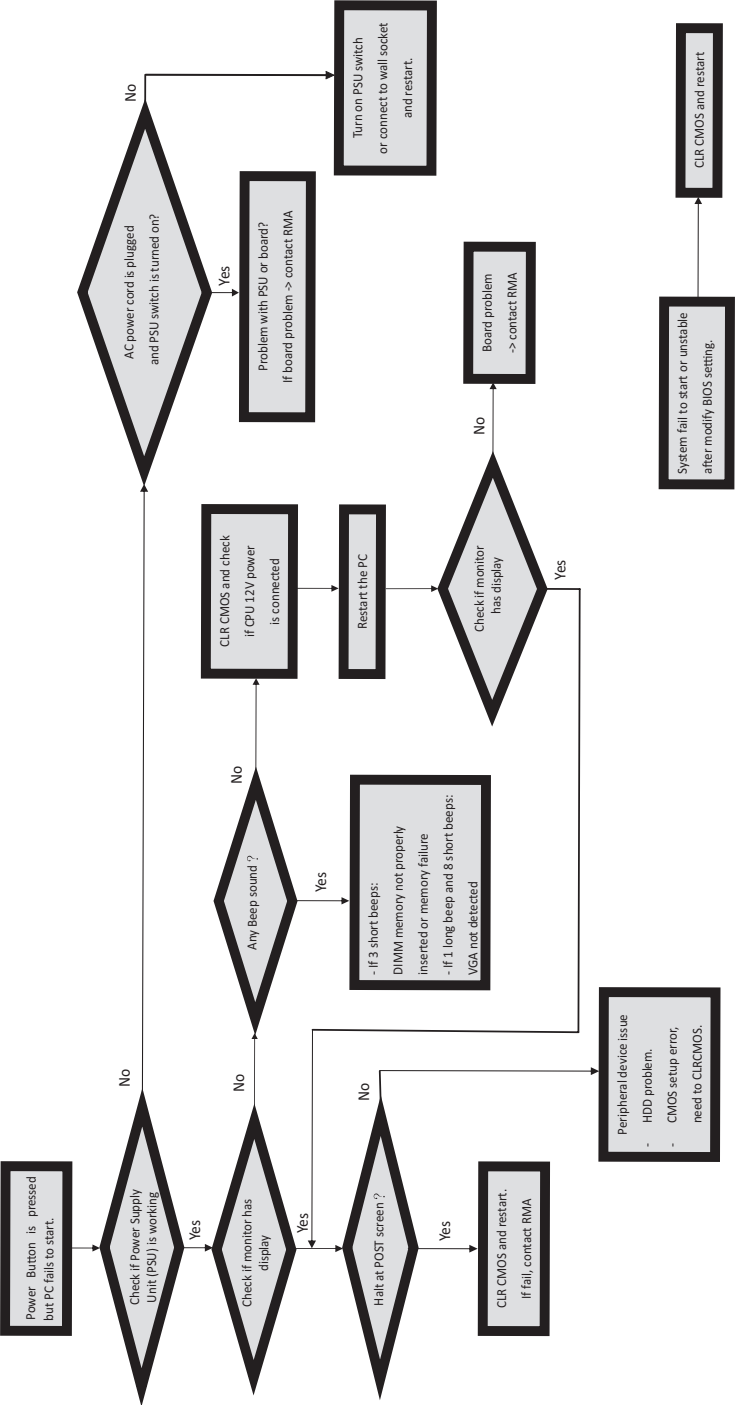 Power Button is pressed
but PC fails to start.
Check if Power Supply
Unit (PSU) is working
No
Yes
AC power cord is plugged
and PSU switch is turned on?
No
Turn on PSU switch
or connect to wall socket
and restart.
Yes
Problem with PSU or board?
If board problem -> contact RMA
Check if monitor has
display
No
Yes
Any Beep sound ?
No
Yes
- If 3 short beeps:
DIMM memory not properly
inserted or memory failure
- If 1 long beep and 8 short beeps:
VGA not detected
CLR CMOS and check
if CPU 12V power
is connected
Restart the PC
Check if monitor
has display
No
Yes
Board problem
-> contact RMA
Halt at POST screen ?
No
Yes
CLR CMOS and restart.
If fail, contact RMA
Peripheral device issue
- HDD problem.
- CMOS setup error,
need to CLRCMOS.
System fail to start or unstable
after modify BIOS setting.
CLR CMOS and restart